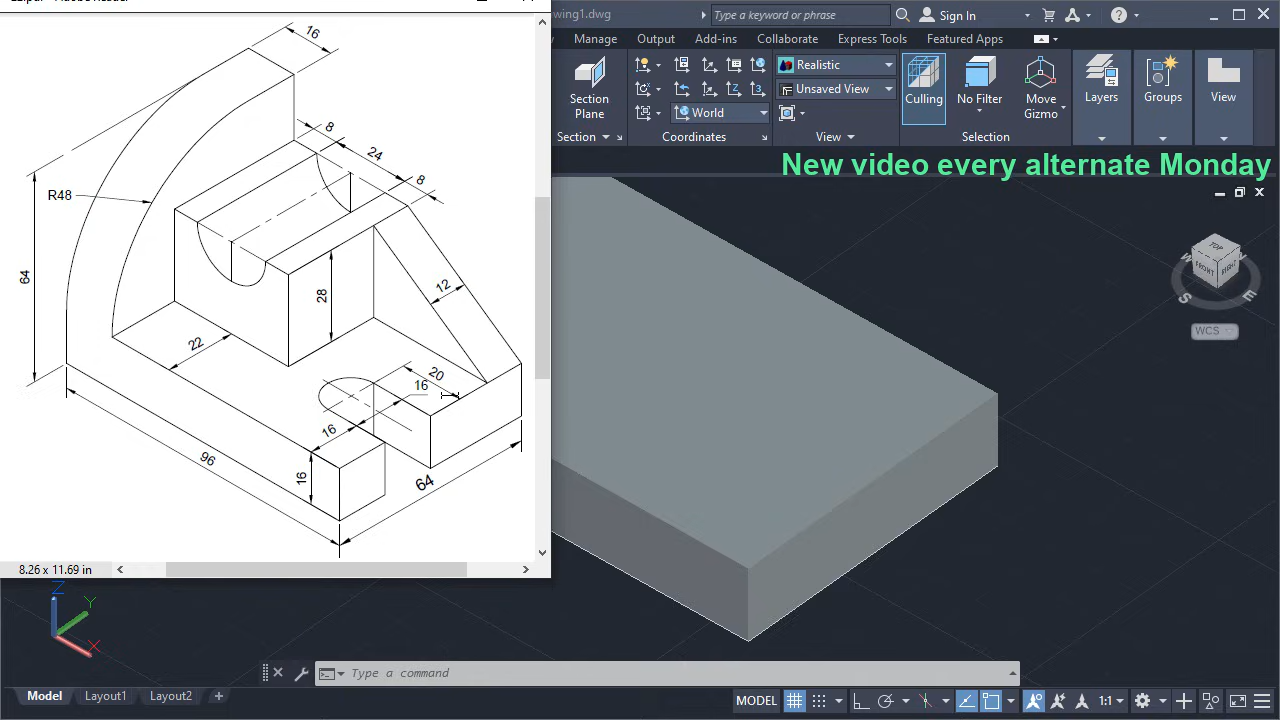 wing1.dwg
Type a keyword or phrase
Sign In
Manage
Output
Add-ins
Collaborate
Express Tools
Featured Apps
Section
Plane
Section
World
Coordinates
Realistic
Unsaved View
View
Culling
No Filter
Selection
Move
Gizmo
Layers
Groups
View
New video every alternate Monday
TOP
FRONT
RIGHT
S
E
WCS
16
8
24
8
R48
64
12
28
22
20
16
16
16
96
64
8.26 x 11.69 in
Z
Y
X
Type a command
Model
Layout1
Layout2
MODEL
1:1